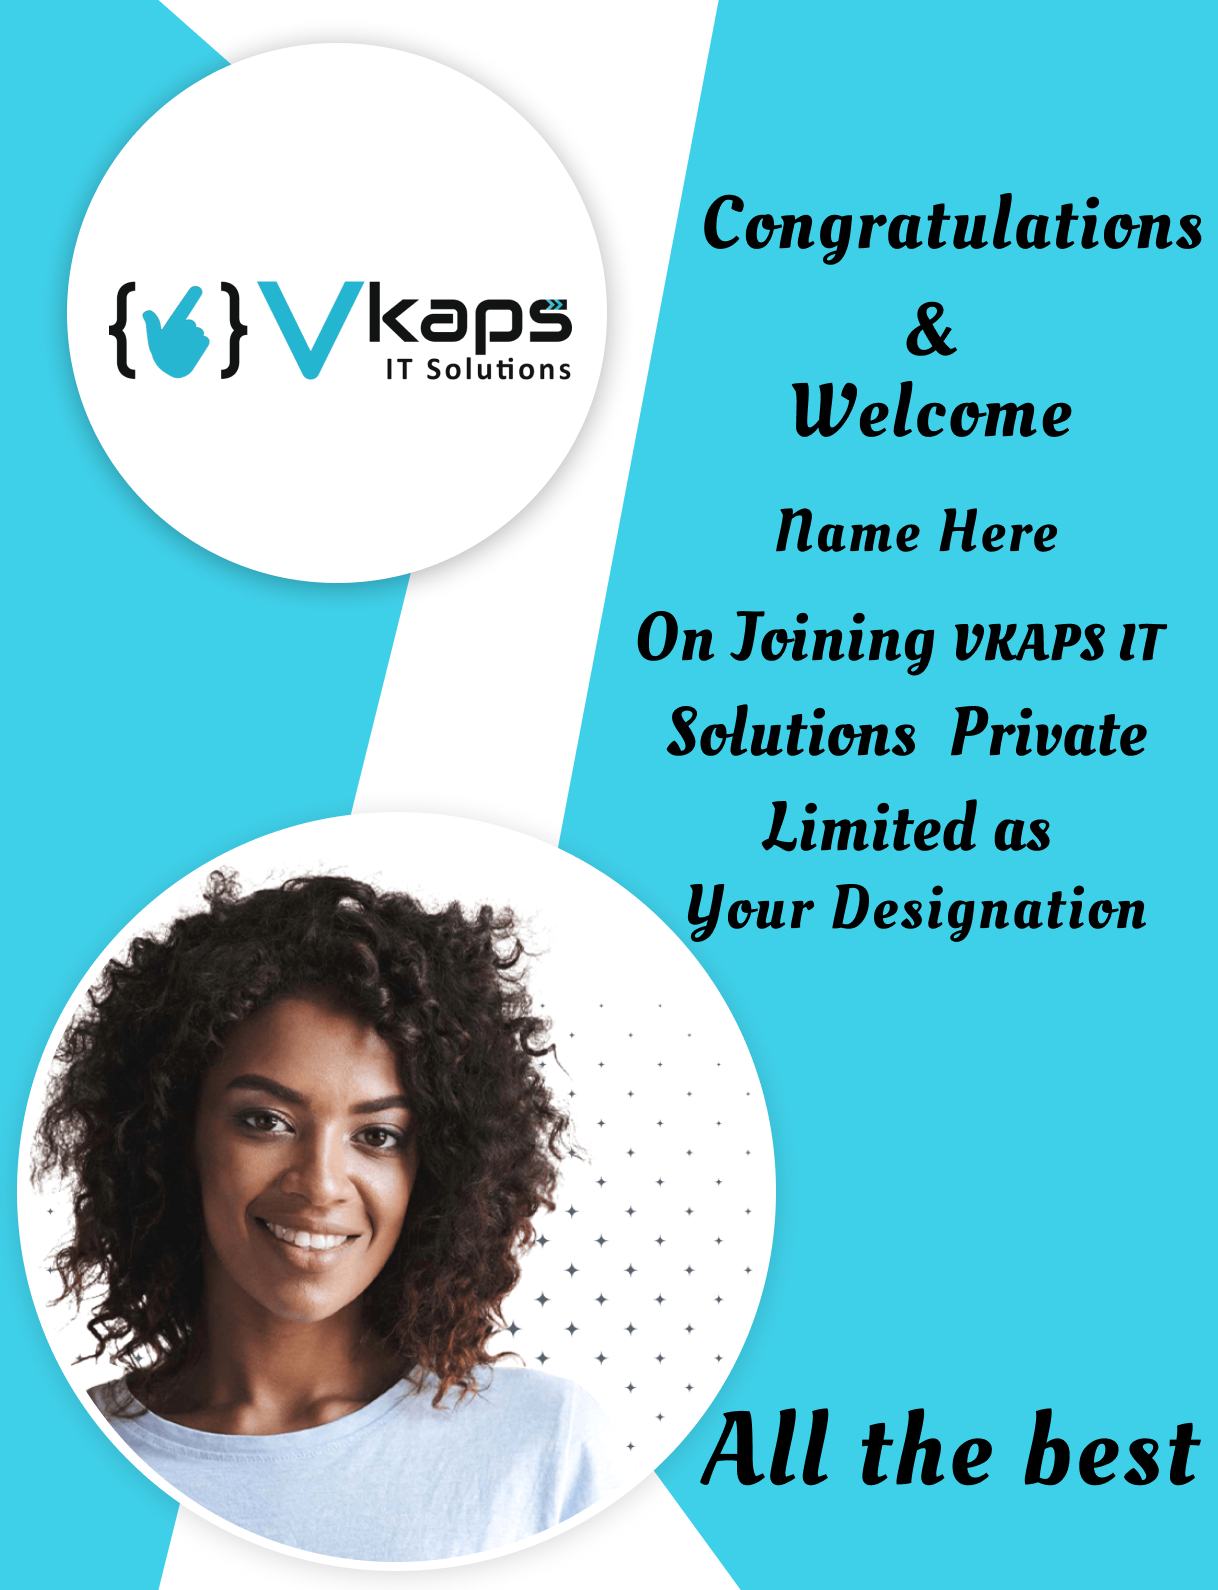 { } Vkaps
IT Solutions
Congratulations
&
Welcome
Name Here
On Joining VKAPS IT
Solutions Private
Limited as
Your Designation
All the best